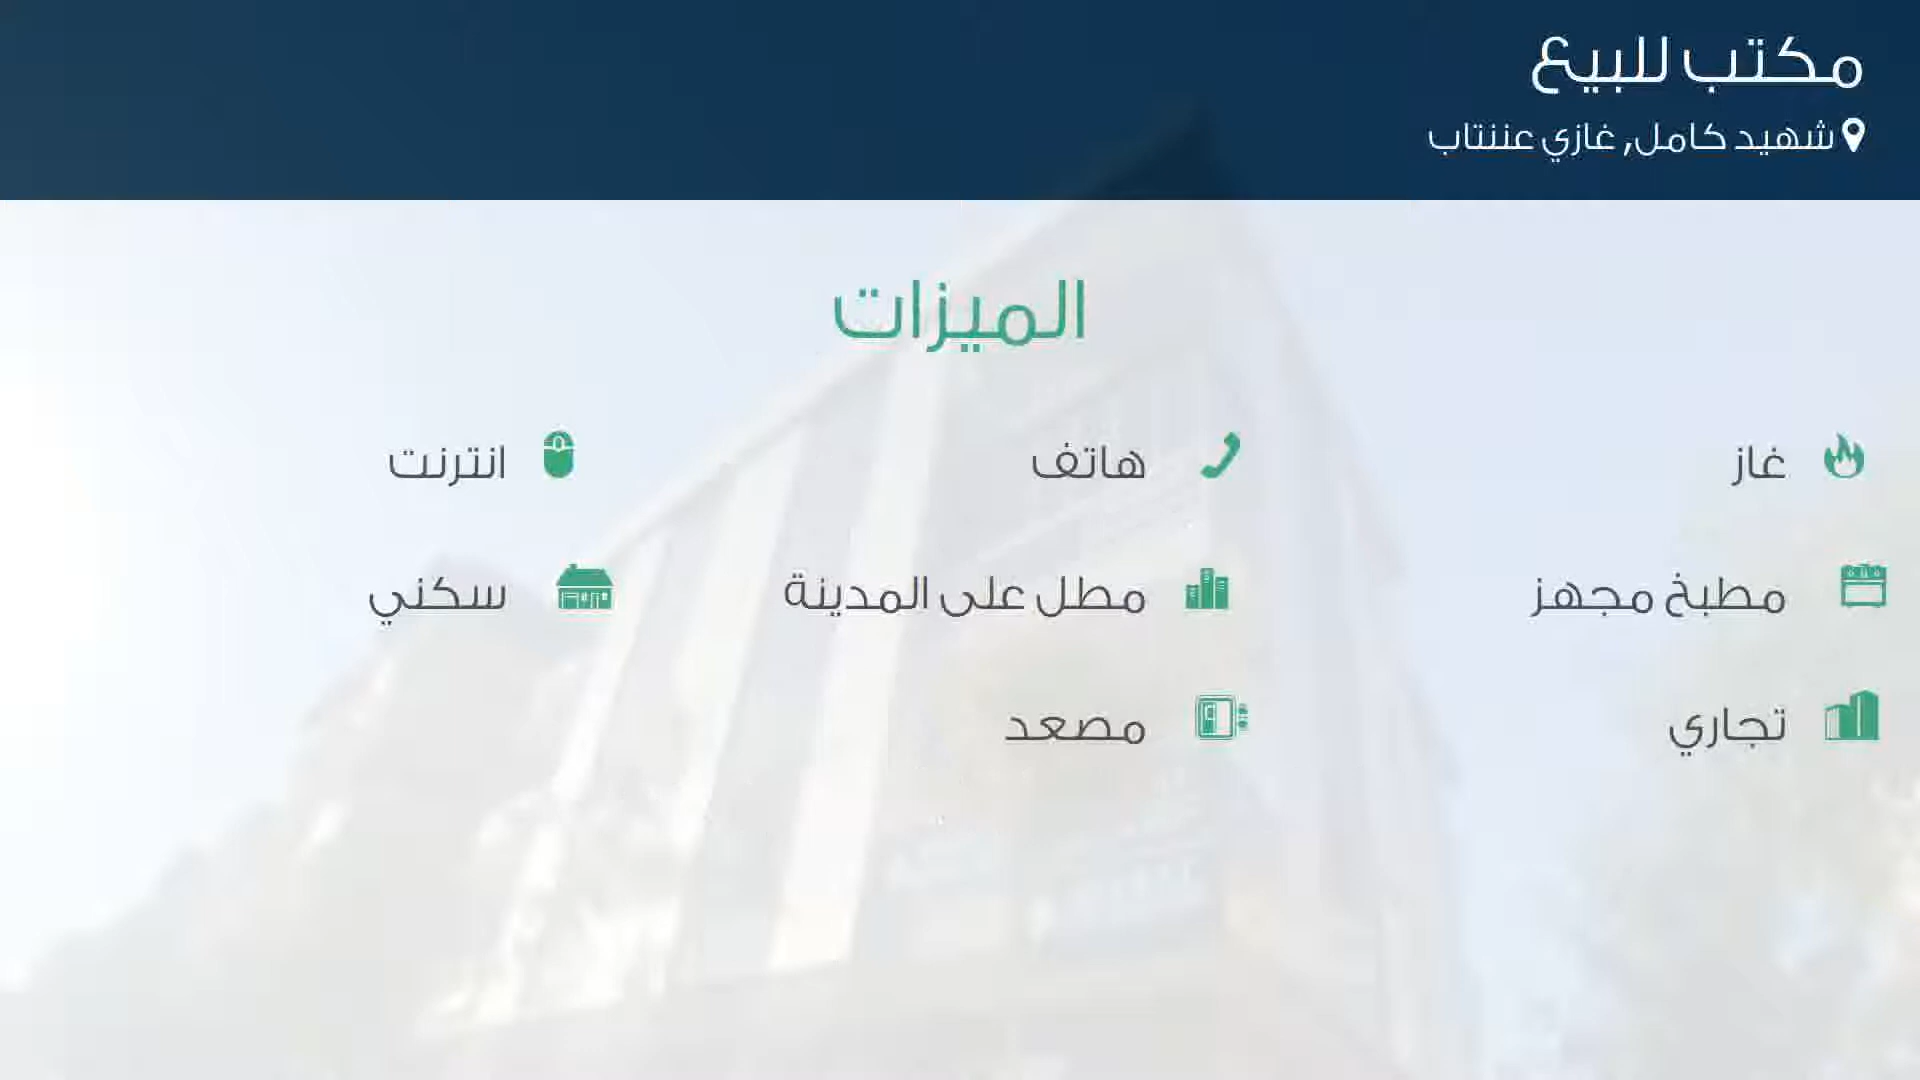 مكتب للبيع
شهيد كامل, غازي عنتاب
الميزات
غاز
هاتف
انترنت
مطبخ مجهز
مطل على المدينة
سكني
تجاري
مصعد